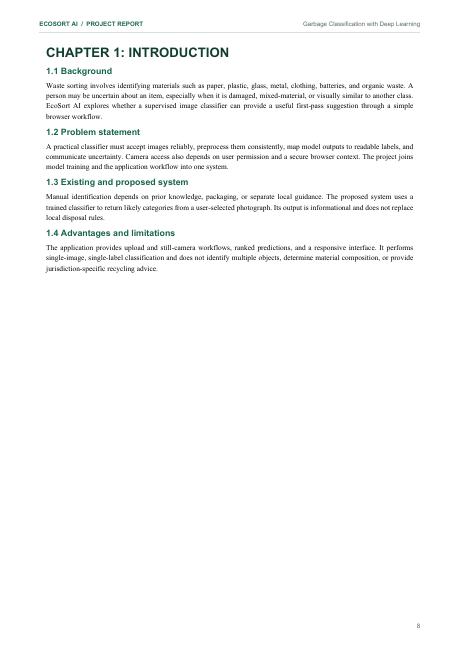 ECOSORT AI / PROJECT REPORT
Garbage Classification with Deep Learning
CHAPTER 1: INTRODUCTION
1.1 Background
Waste sorting involves identifying materials such as paper, plastic, glass, metal, clothing, batteries, and organic waste. A
person may be uncertain about an item, especially when it is damaged, mixed-material, or visually similar to another class.
EcoSort AI explores whether a supervised image classifier can provide a useful first-pass suggestion through a simple
browser workflow.
1.2 Problem statement
A practical classifier must accept images reliably, preprocess them consistently, map model outputs to readable labels, and
communicate uncertainty. Camera access also depends on user permission and a secure browser context. The project joins
model training and the application workflow into one system.
1.3 Existing and proposed system
Manual identification depends on prior knowledge, packaging, or separate local guidance. The proposed system uses a
trained classifier to return likely categories from a user-selected photograph. Its output is informational and does not replace
local disposal rules.
1.4 Advantages and limitations
The application provides upload and still-camera workflows, ranked predictions, and a responsive interface. It performs
single-image, single-label classification and does not identify multiple objects, determine material composition, or provide
jurisdiction-specific recycling advice.
8